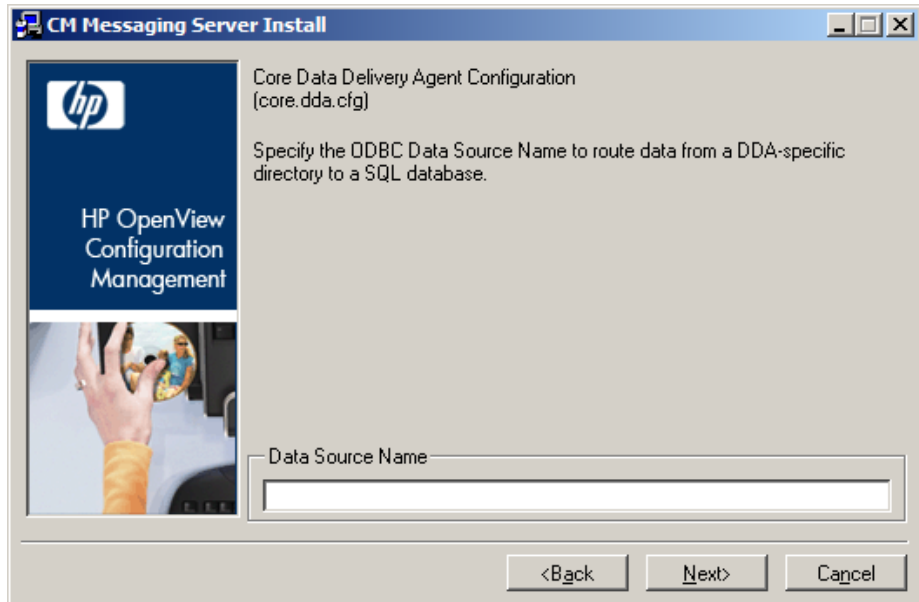 CM Messaging Server Install
hp
HP OpenView
Configuration
Management
Core Data Delivery Agent Configuration
(core.dda.cfg)
Specify the ODBC Data Source Name to route data from a DDA-specific
directory to a SQL database.
Data Source Name
<Back
Next>
Cancel